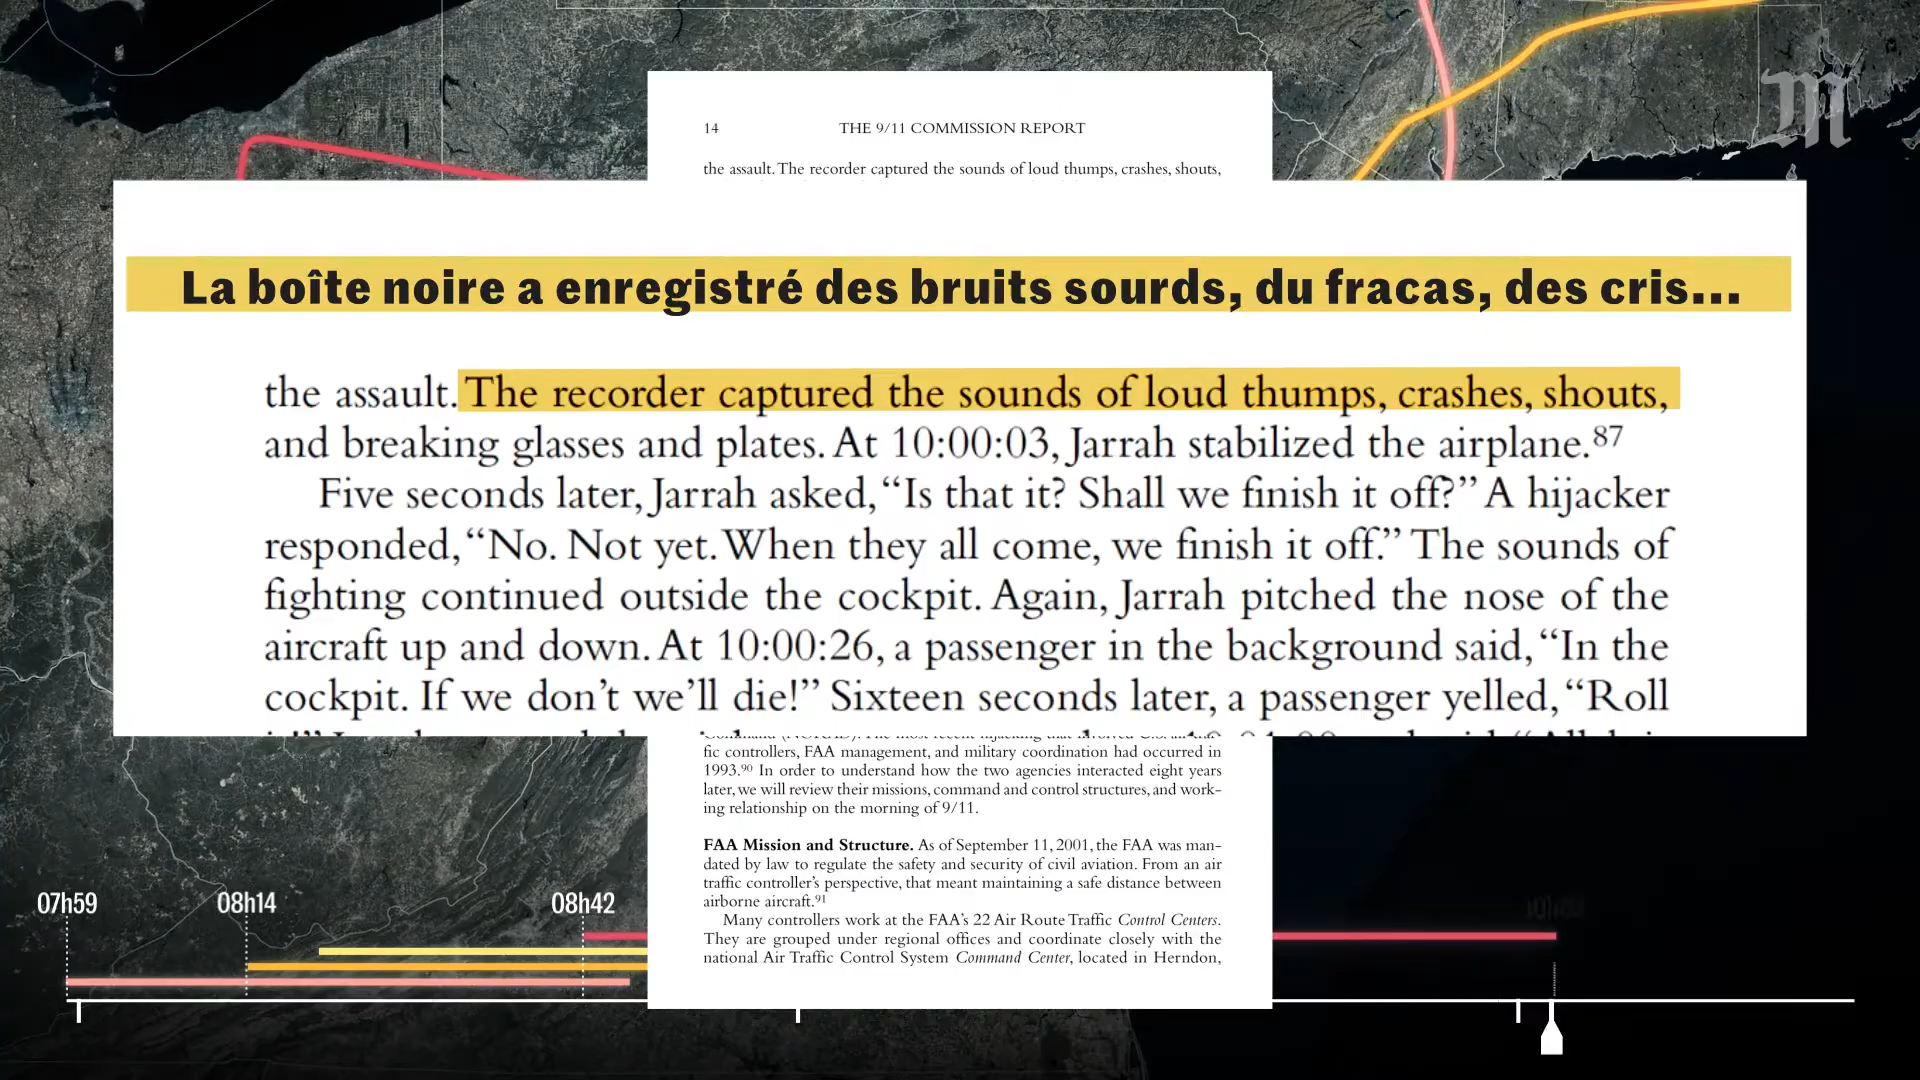 14 THE 9/11 COMMISSION REPORT
the assault. The recorder captured the sounds of loud thumps, crashes, shouts,
La boîte noire a enregistré des bruits sourds, du fracas, des cris...
the assault. The recorder captured the sounds of loud thumps, crashes, shouts,
and breaking glasses and plates. At 10:00:03, Jarrah stabilized the airplane.87
Five seconds later, Jarrah asked, “Is that it? Shall we finish it off?” A hijacker
responded, “No. Not yet. When they all come, we finish it off.” The sounds of
fighting continued outside the cockpit. Again, Jarrah pitched the nose of the
aircraft up and down. At 10:00:26, a passenger in the background said, “In the
cockpit. If we don’t we’ll die!” Sixteen seconds later, a passenger yelled, “Roll
fic controllers, FAA management, and military coordination had occurred in
1993.90 In order to understand how the two agencies interacted eight years
later, we will review their missions, command and control structures, and work-
ing relationship on the morning of 9/11.
FAA Mission and Structure. As of September 11, 2001, the FAA was man-
dated by law to regulate the safety and security of civil aviation. From an air
traffic controller’s perspective, that meant maintaining a safe distance between
airborne aircraft.91
Many controllers work at the FAA’s 22 Air Route Traffic Control Centers.
They are grouped under regional offices and coordinate closely with the
national Air Traffic Control System Command Center, located in Herndon,
07h59 08h14 08h42
M